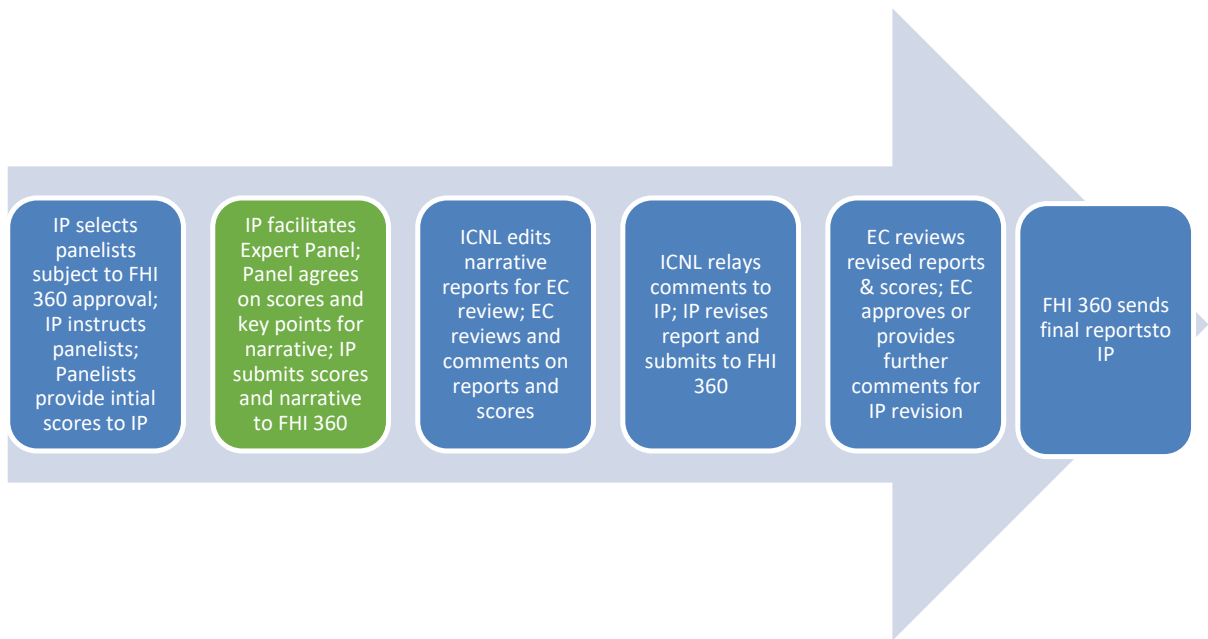 IP selects
panelists
subject to FHI
360 approval;
IP instructs
panelists;
Panelists
provide intial
scores to IP
IP facilitates
Expert Panel;
Panel agrees
on scores and
key points for
narrative; IP
submits scores
and narrative
to FHI 360
ICNL edits
narrative
reports for EC
review; EC
reviews and
comments on
reports and
scores
ICNL relays
comments to
IP; IP revises
report and
submits to FHI
360
EC reviews
revised reports
& scores; EC
approves or
provides
further
comments for
IP revision
FHI 360 sends
final reportsto
IP